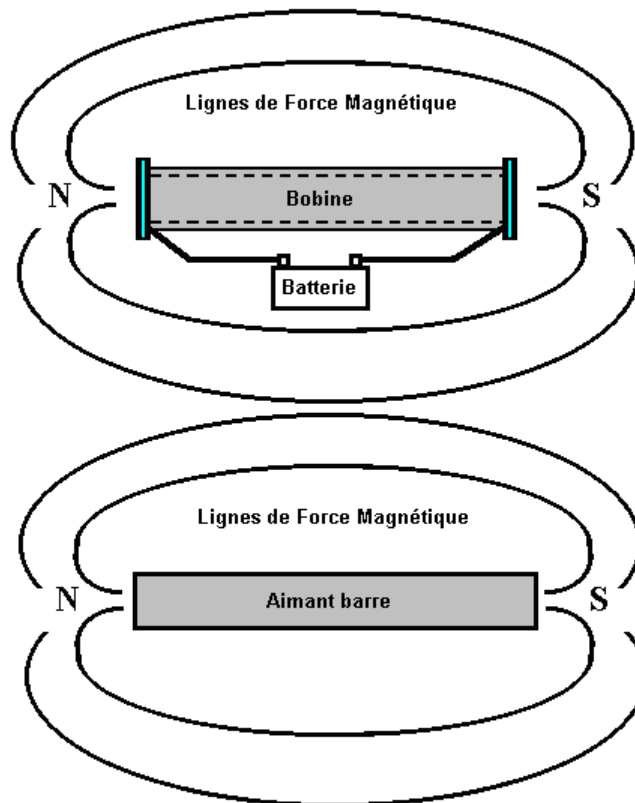 Lignes de Force Magnétique
N
Bobine
S
Batterie
Lignes de Force Magnétique
N
Aimant barre
S